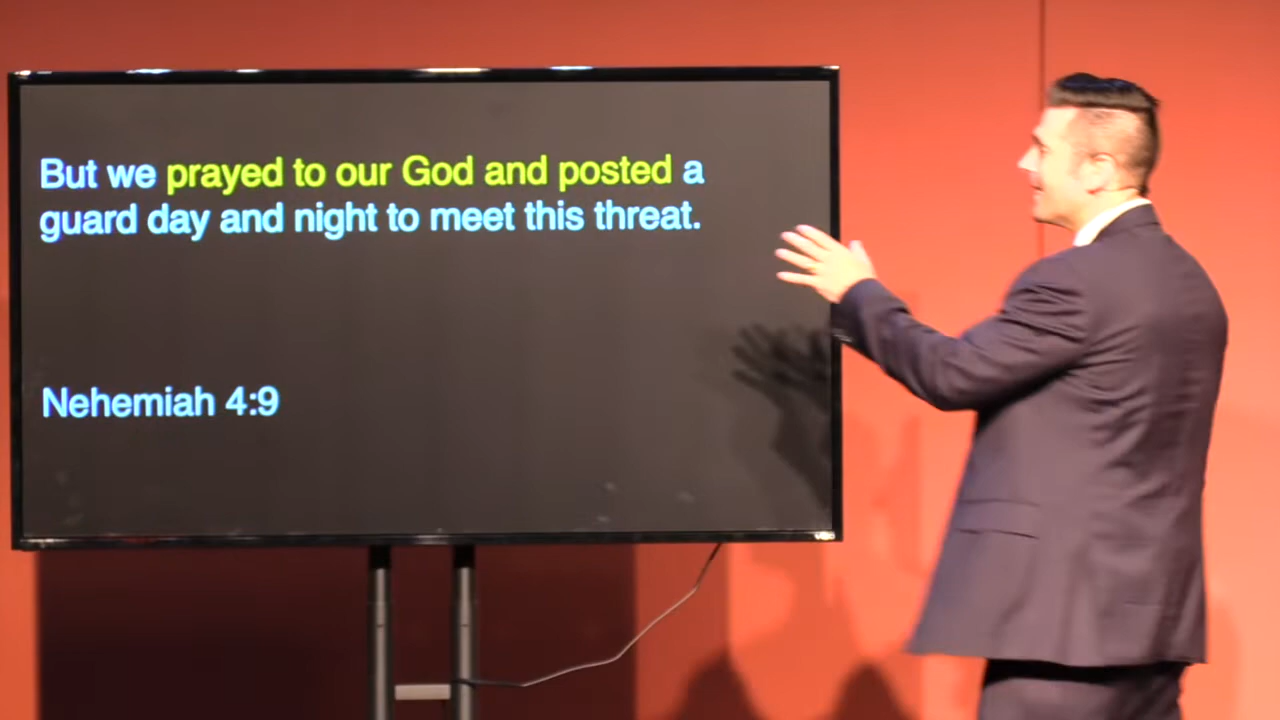 But we prayed to our God and posted a
guard day and night to meet this threat.
Nehemiah 4:9